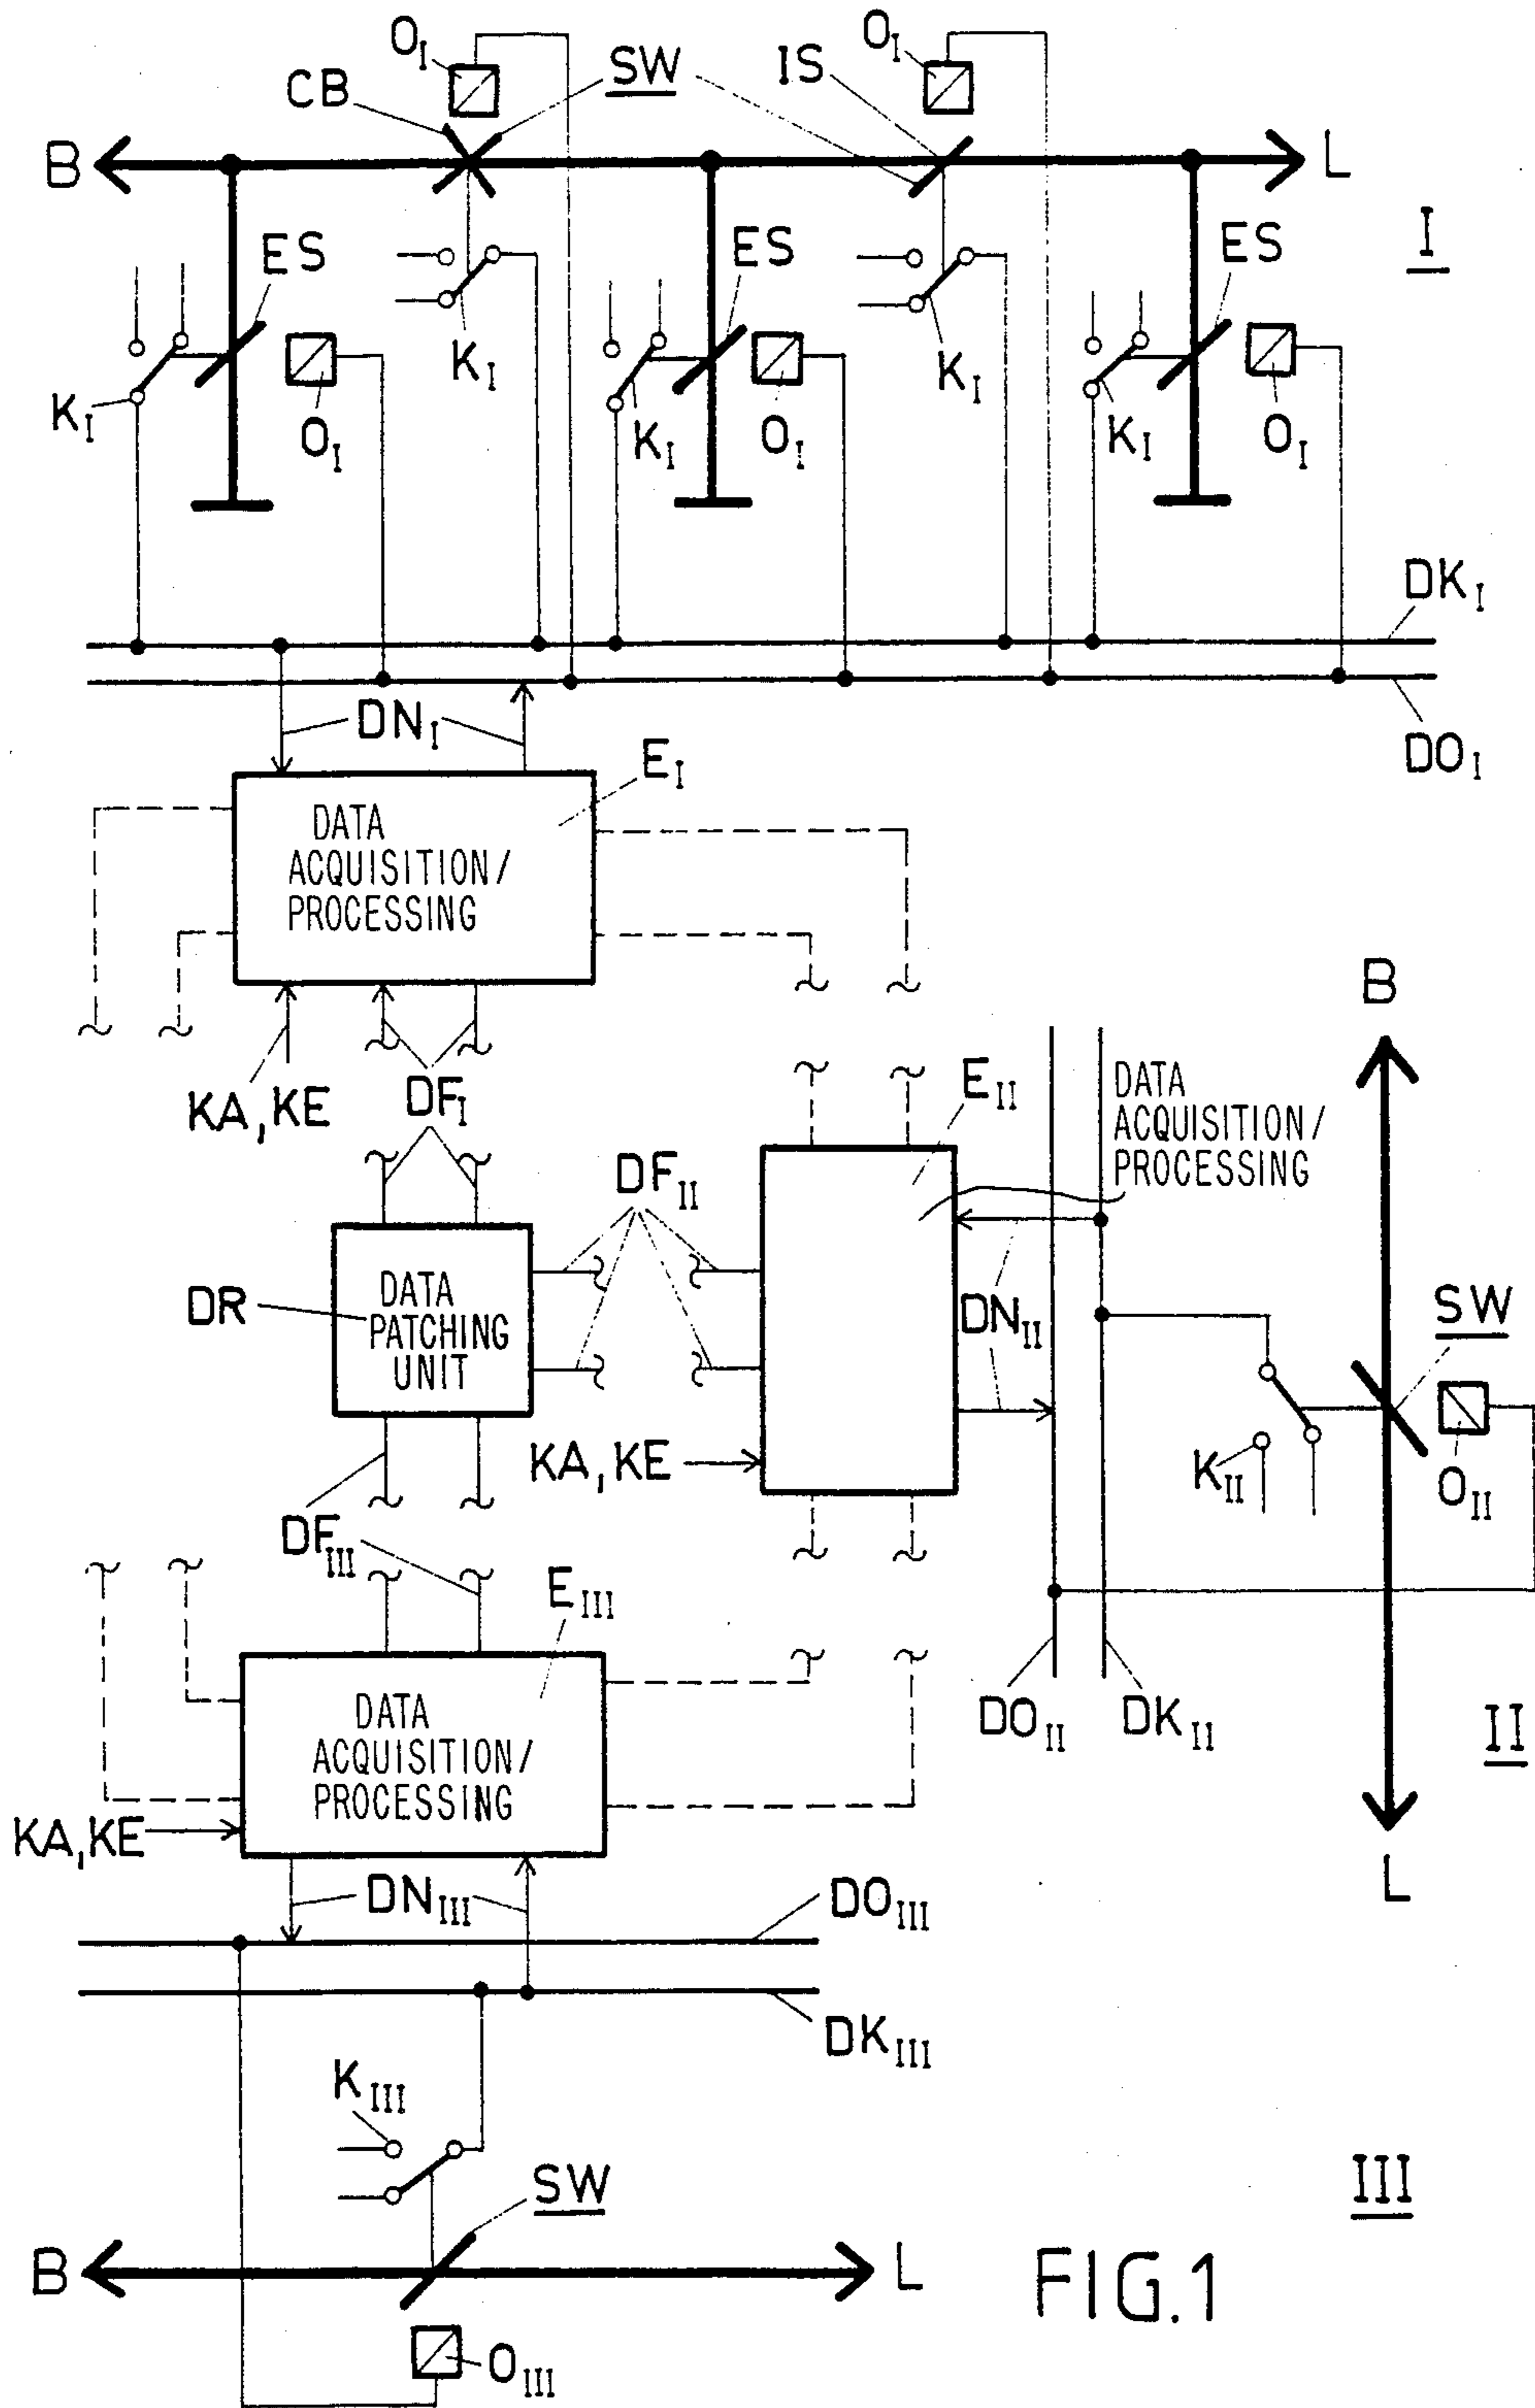 O_I
O_I
CB
SW
IS
B
L
I
ES
ES
ES
K_I
K_I
K_I
K_I
K_I
O_I
O_I
O_I
DK_I
DN_I
DO_I
E_I
DATA
ACQUISITION/
PROCESSING
B
KA, KE
DF_I
E_II
DATA
ACQUISITION/
PROCESSING
DF_II
DR
DATA
PATCHING
UNIT
DN_II
SW
KA, KE
K_II
O_II
DF_III
E_III
DO_II
DK_II
II
DATA
ACQUISITION/
PROCESSING
KA, KE
L
DN_III
DO_III
DK_III
K_III
SW
III
B
L
FIG.1
O_III